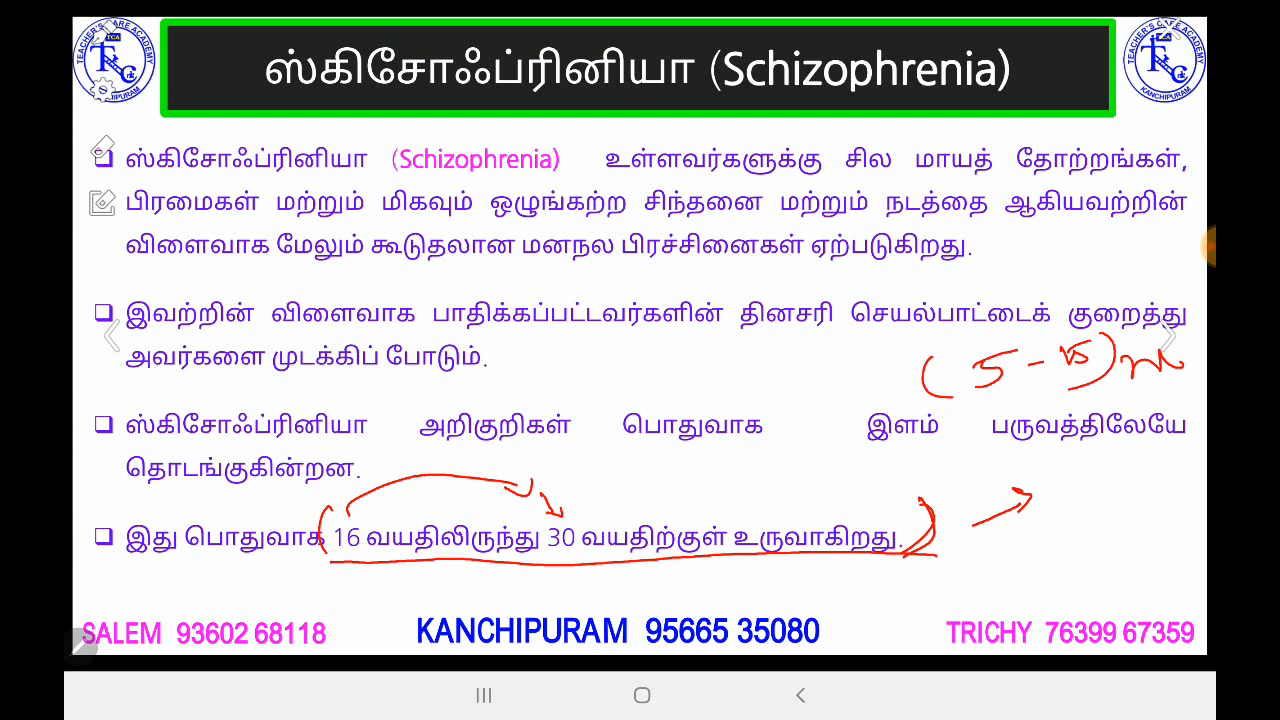 ஸ்கிசோஃப்ரினியா (Schizophrenia)
ஸ்கிசோஃப்ரினியா (Schizophrenia) உள்ளவர்களுக்கு சில மாயத் தோற்றங்கள்,
பிரமைகள் மற்றும் மிகவும் ஒழுங்கற்ற சிந்தனை மற்றும் நடத்தை ஆகியவற்றின்
விளைவாக மேலும் கூடுதலான மனநல பிரச்சினைகள் ஏற்படுகிறது.
இவற்றின் விளைவாக பாதிக்கப்பட்டவர்களின் தினசரி செயல்பாட்டைக் குறைத்து
அவர்களை முடக்கிப் போடும்.
ஸ்கிசோஃப்ரினியா அறிகுறிகள் பொதுவாக இளம் பருவத்திலேயே
தொடங்குகின்றன.
இது பொதுவாக 16 வயதிலிருந்து 30 வயதிற்குள் உருவாகிறது.
SALEM 93602 68118 KANCHIPURAM 95665 35080 TRICHY 76399 67359